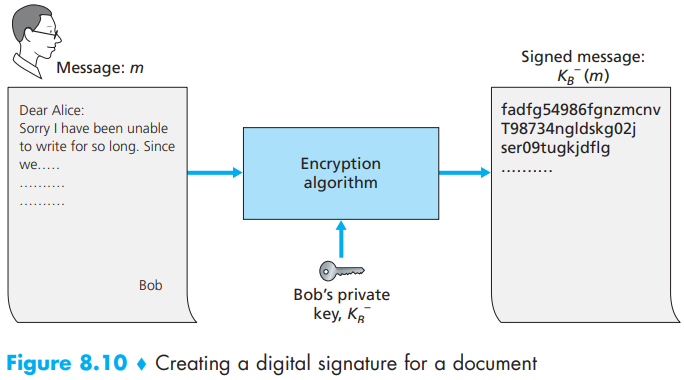 Message: m
Dear Alice:
Sorry I have been unable
to write for so long. Since
we.....
..........
..........
Bob
Encryption
algorithm
Bob's private
key, K_B⁻
Signed message:
K_B⁻(m)
fadfg54986fgnzmcnv
T98734ngldskg02j
ser09tugkjdflg
..........
Figure 8.10 ♦ Creating a digital signature for a document